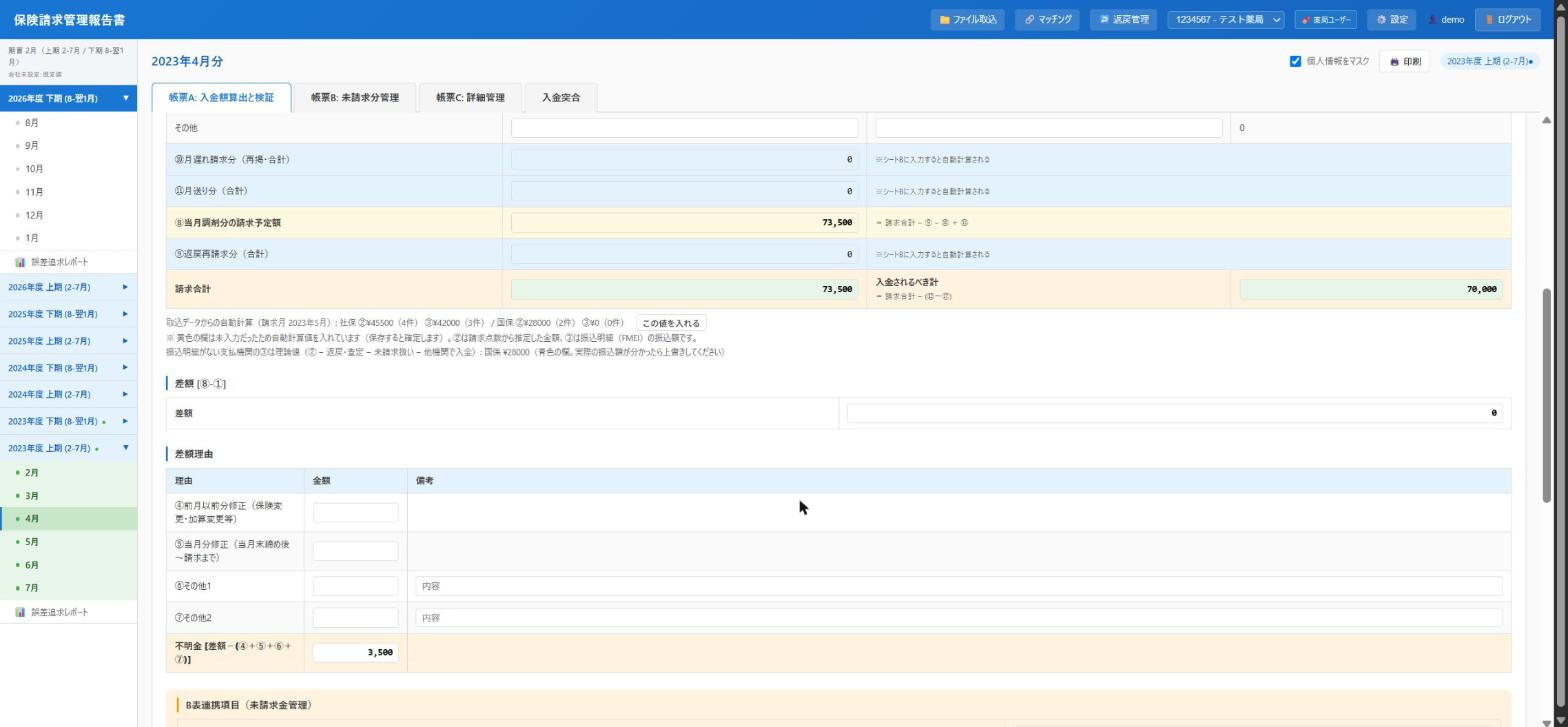 保険請求管理報告書
ファイル取込
マッチング
返戻管理
1234567 - テスト薬局
薬局ユーザー
設定
demo
ログアウト
期首 2月（上期 2-7月 / 下期 8-翌1月）
会社未設定: 既定値
2026年度 下期 (8-翌1月) ▼
8月
9月
10月
11月
12月
1月
誤差追求レポート
2026年度 上期 (2-7月) ▶
2025年度 下期 (8-翌1月) ▶
2025年度 上期 (2-7月) ▶
2024年度 下期 (8-翌1月) ▶
2024年度 上期 (2-7月) ▶
2023年度 下期 (8-翌1月) ● ▶
2023年度 上期 (2-7月) ● ▼
2月
3月
4月
5月
6月
7月
誤差追求レポート
2023年4月分
個人情報をマスク
印刷
2023年度 上期 (2-7月)●
帳票A: 入金額算出と検証
帳票B: 未請求分管理
帳票C: 詳細管理
入金突合
その他 0
⑩月遅れ請求分（再掲・合計） 0 ※シートBに入力すると自動計算される
⑪月送り分（合計） 0 ※シートBに入力すると自動計算される
⑧当月調剤分の請求予定額 73,500 = 請求合計 − ⑨ − ⑩ + ⑪
⑨返戻再請求分（合計） 0 ※シートBに入力すると自動計算される
請求合計 73,500 入金されるべき計 70,000
取込データからの自動計算（請求月 2023年5月）: 社保 ②¥45500（4件） ③¥42000（3件） / 国保 ②¥28000（2件） ③¥0（0件） この値を入れる
※ 黄色の欄は未入力だったため自動計算値を入れています（保存すると確定します）。②は請求点数から推定した金額、③は振込明細（FMEI）の振込額です。
振込明細がない支払機関の③は理論値（② − 返戻・査定 − 未請求扱い − 他機関で入金）: 国保 ¥28000（青色の欄。実際の振込額が分かったら上書きしてください）
差額 [⑧-①]
差額 0
差額理由
理由 金額 備考
④前月以前分修正（保険変
更・加算変更等）
⑤当月分修正（当月末締め後
～請求まで）
⑥その他1 内容
⑦その他2 内容
不明金 [差額−(④+⑤+⑥+
⑦)] 3,500
B表連携項目（未請求金管理）